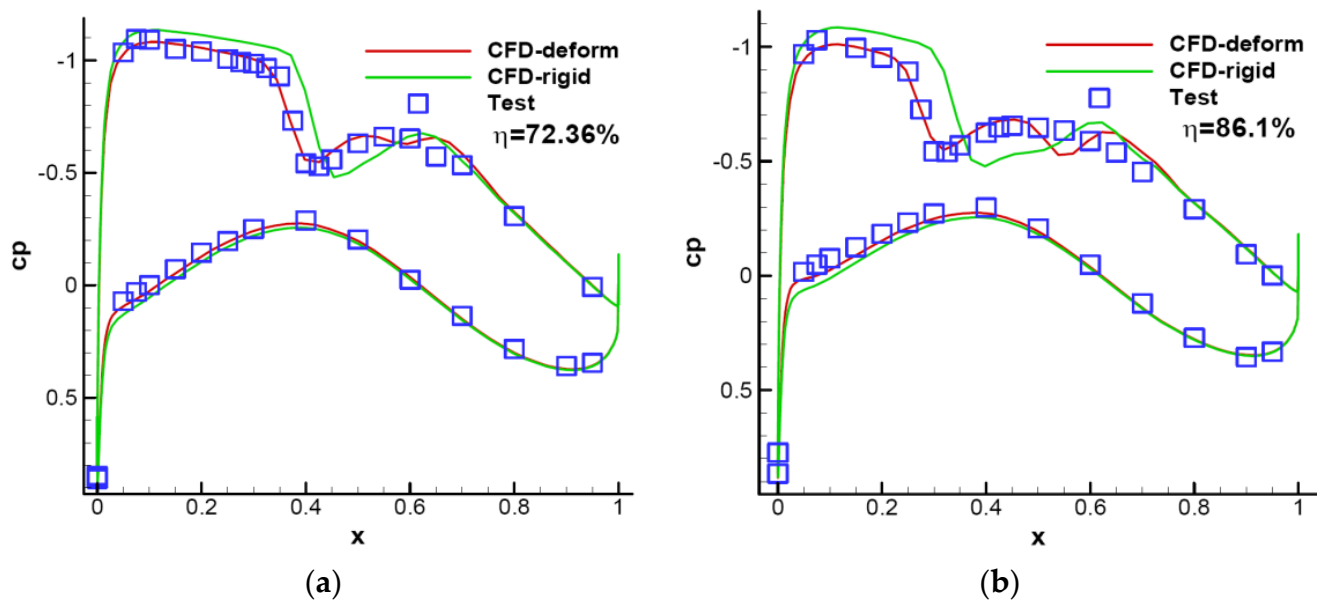 -1
-0.5
0
0.5
cp
0
0.2
0.4
0.6
0.8
1
x
CFD-deform
CFD-rigid
Test
η=72.36%
(a)
-1
-0.5
0
0.5
cp
0
0.2
0.4
0.6
0.8
1
x
CFD-deform
CFD-rigid
Test
η=86.1%
(b)